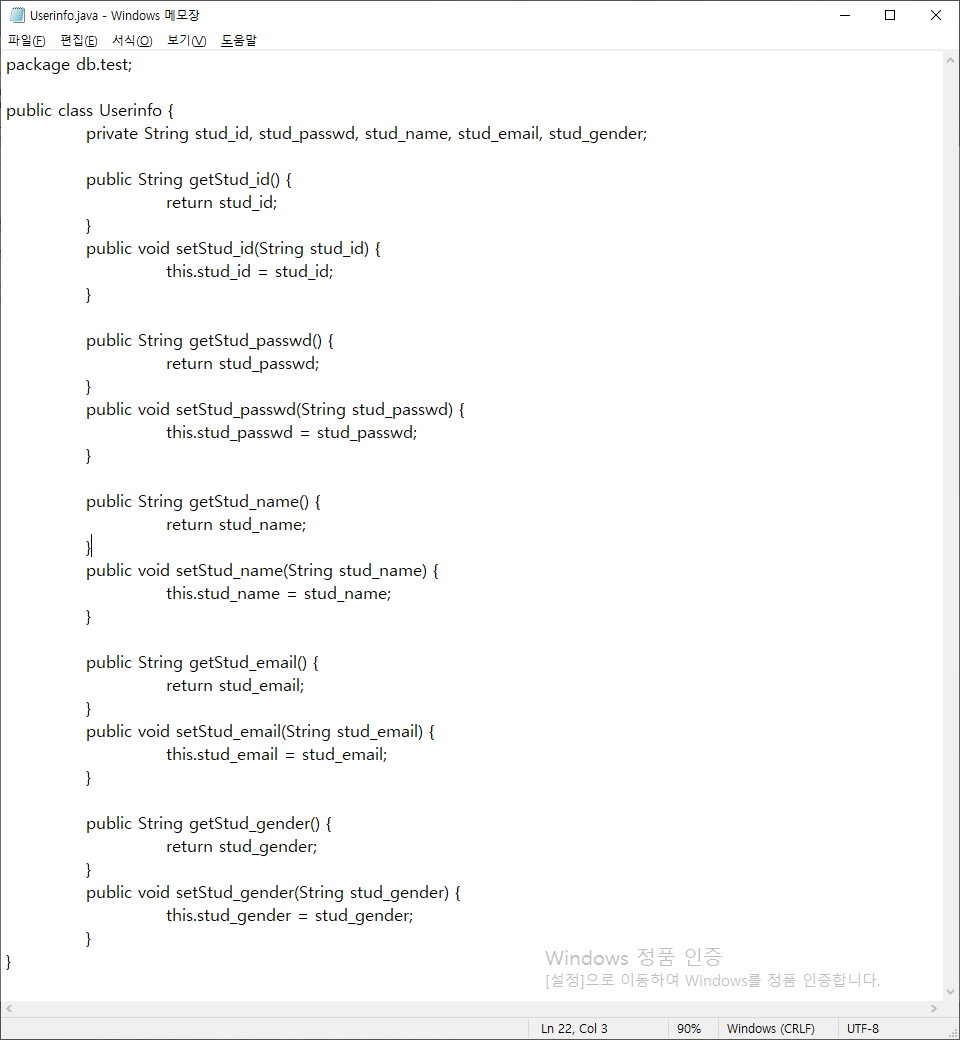 Userinfo.java - Windows 메모장
파일(F) 편집(E) 서식(O) 보기(V) 도움말
package db.test;

public class Userinfo {
	private String stud_id, stud_passwd, stud_name, stud_email, stud_gender;

	public String getStud_id() {
		return stud_id;
	}
	public void setStud_id(String stud_id) {
		this.stud_id = stud_id;
	}

	public String getStud_passwd() {
		return stud_passwd;
	}
	public void setStud_passwd(String stud_passwd) {
		this.stud_passwd = stud_passwd;
	}

	public String getStud_name() {
		return stud_name;
	}
	public void setStud_name(String stud_name) {
		this.stud_name = stud_name;
	}

	public String getStud_email() {
		return stud_email;
	}
	public void setStud_email(String stud_email) {
		this.stud_email = stud_email;
	}

	public String getStud_gender() {
		return stud_gender;
	}
	public void setStud_gender(String stud_gender) {
		this.stud_gender = stud_gender;
	}
}
Windows 정품 인증
[설정]으로 이동하여 Windows를 정품 인증합니다.
Ln 22, Col 3 90% Windows (CRLF) UTF-8